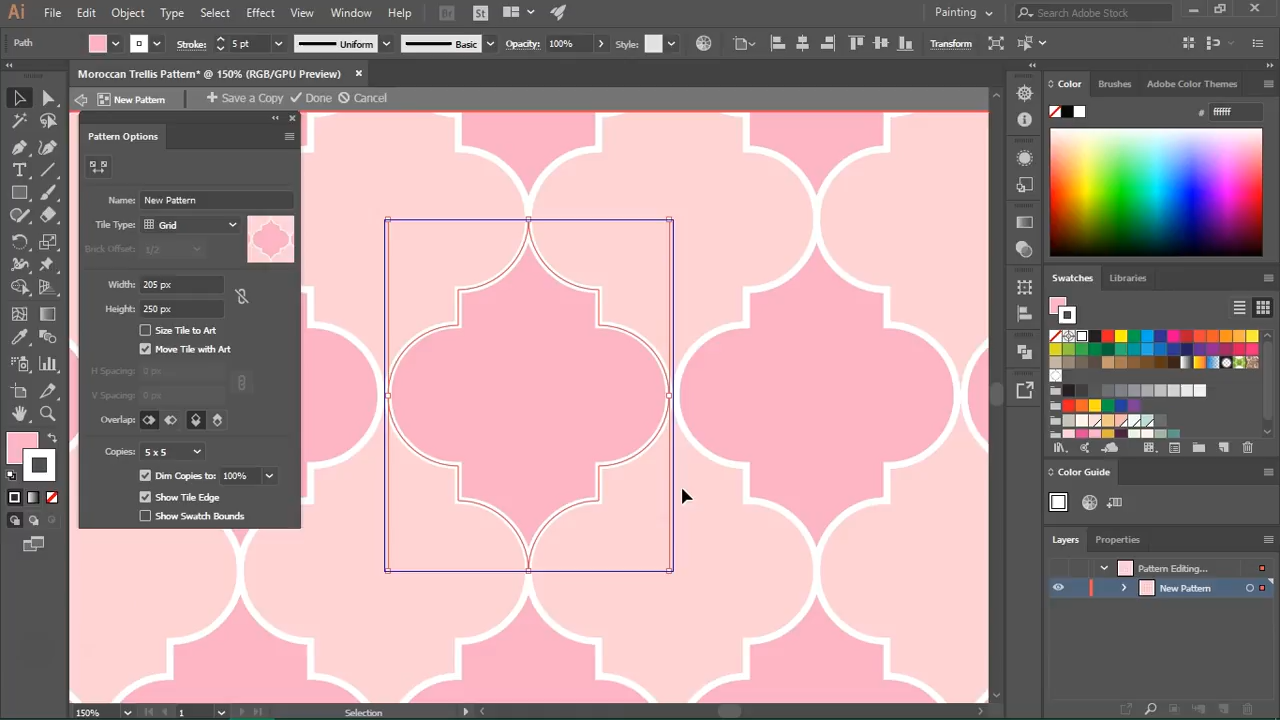 Ai File Edit Object Type Select Effect View Window Help Br St Painting Search Adobe Stock
Path Stroke: 5 pt Uniform Basic Opacity: 100% Style: Transform
Moroccan Trellis Pattern* @ 150% (RGB/GPU Preview) ×
New Pattern + Save a Copy Done Cancel
Pattern Options
Name: New Pattern
Tile Type: Grid
Brick Offset: 1/2
Width: 205 px
Height: 250 px
Size Tile to Art
Move Tile with Art
H Spacing: 0 px
V Spacing: 0 px
Overlap:
Copies: 5 x 5
Dim Copies to: 100%
Show Tile Edge
Show Swatch Bounds
Color Brushes Adobe Color Themes
# ffffff
Swatches Libraries
Color Guide
Layers Properties
Pattern Editing...
New Pattern
150% 1 Selection